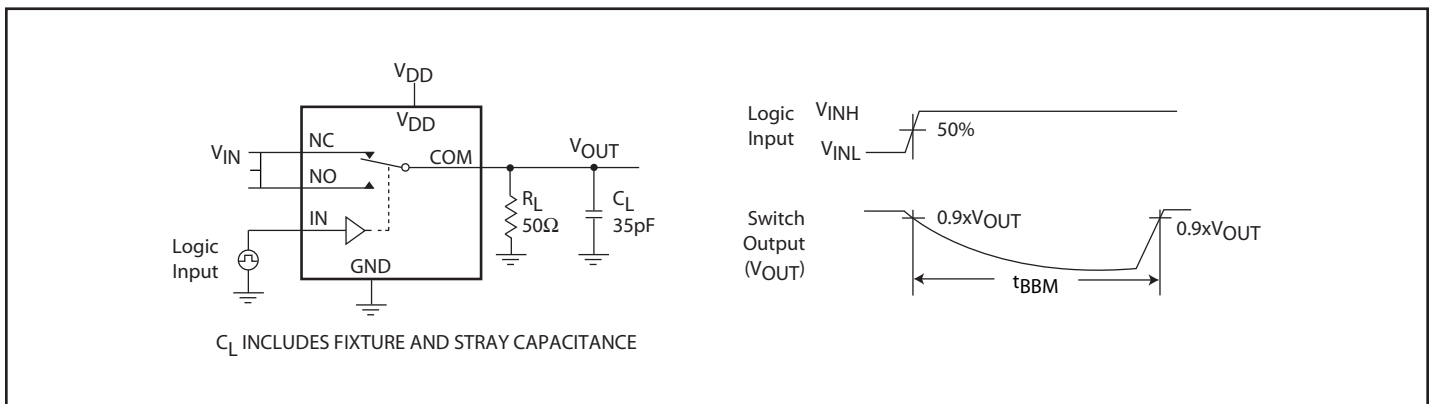 VDD
VDD
NC
VIN
COM
VOUT
NO
RL
50Ω
CL
35pF
IN
Logic
Input
GND
CL INCLUDES FIXTURE AND STRAY CAPACITANCE
Logic
Input
VINH
50%
VINL
Switch
Output
(VOUT)
0.9xVOUT
0.9xVOUT
tBBM